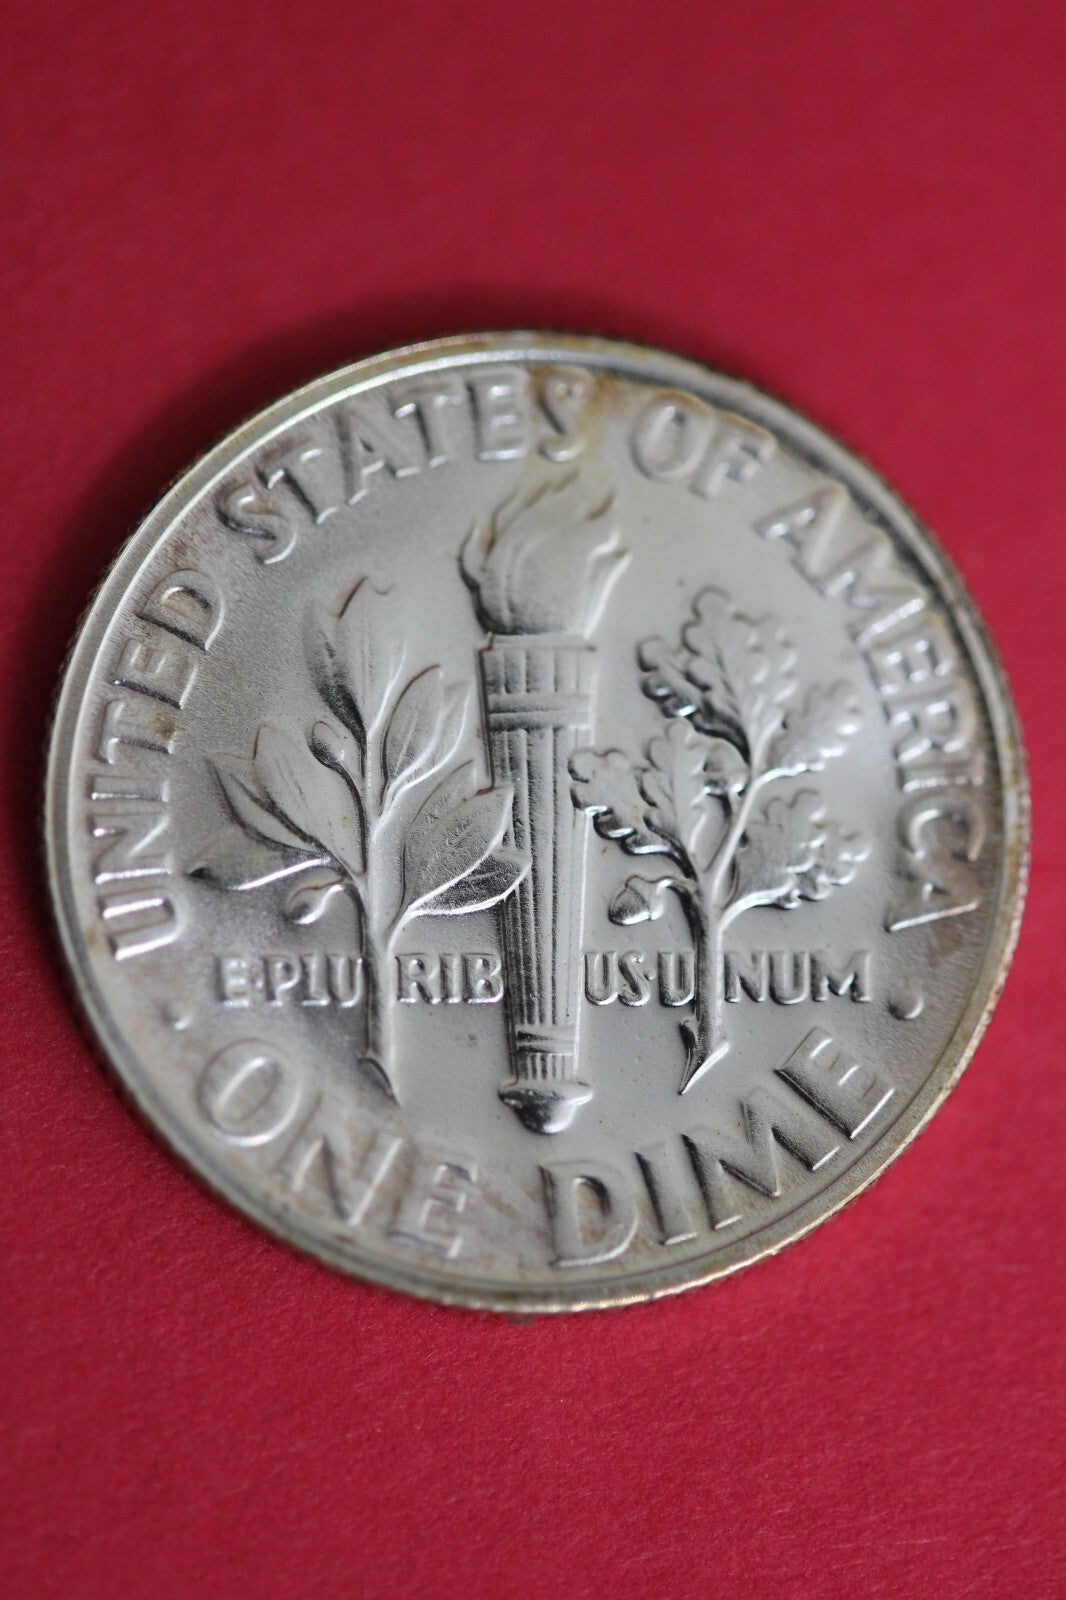 UNITED STATES OF AMERICA
E·PLU RIB US·U NUM
· ONE DIME ·